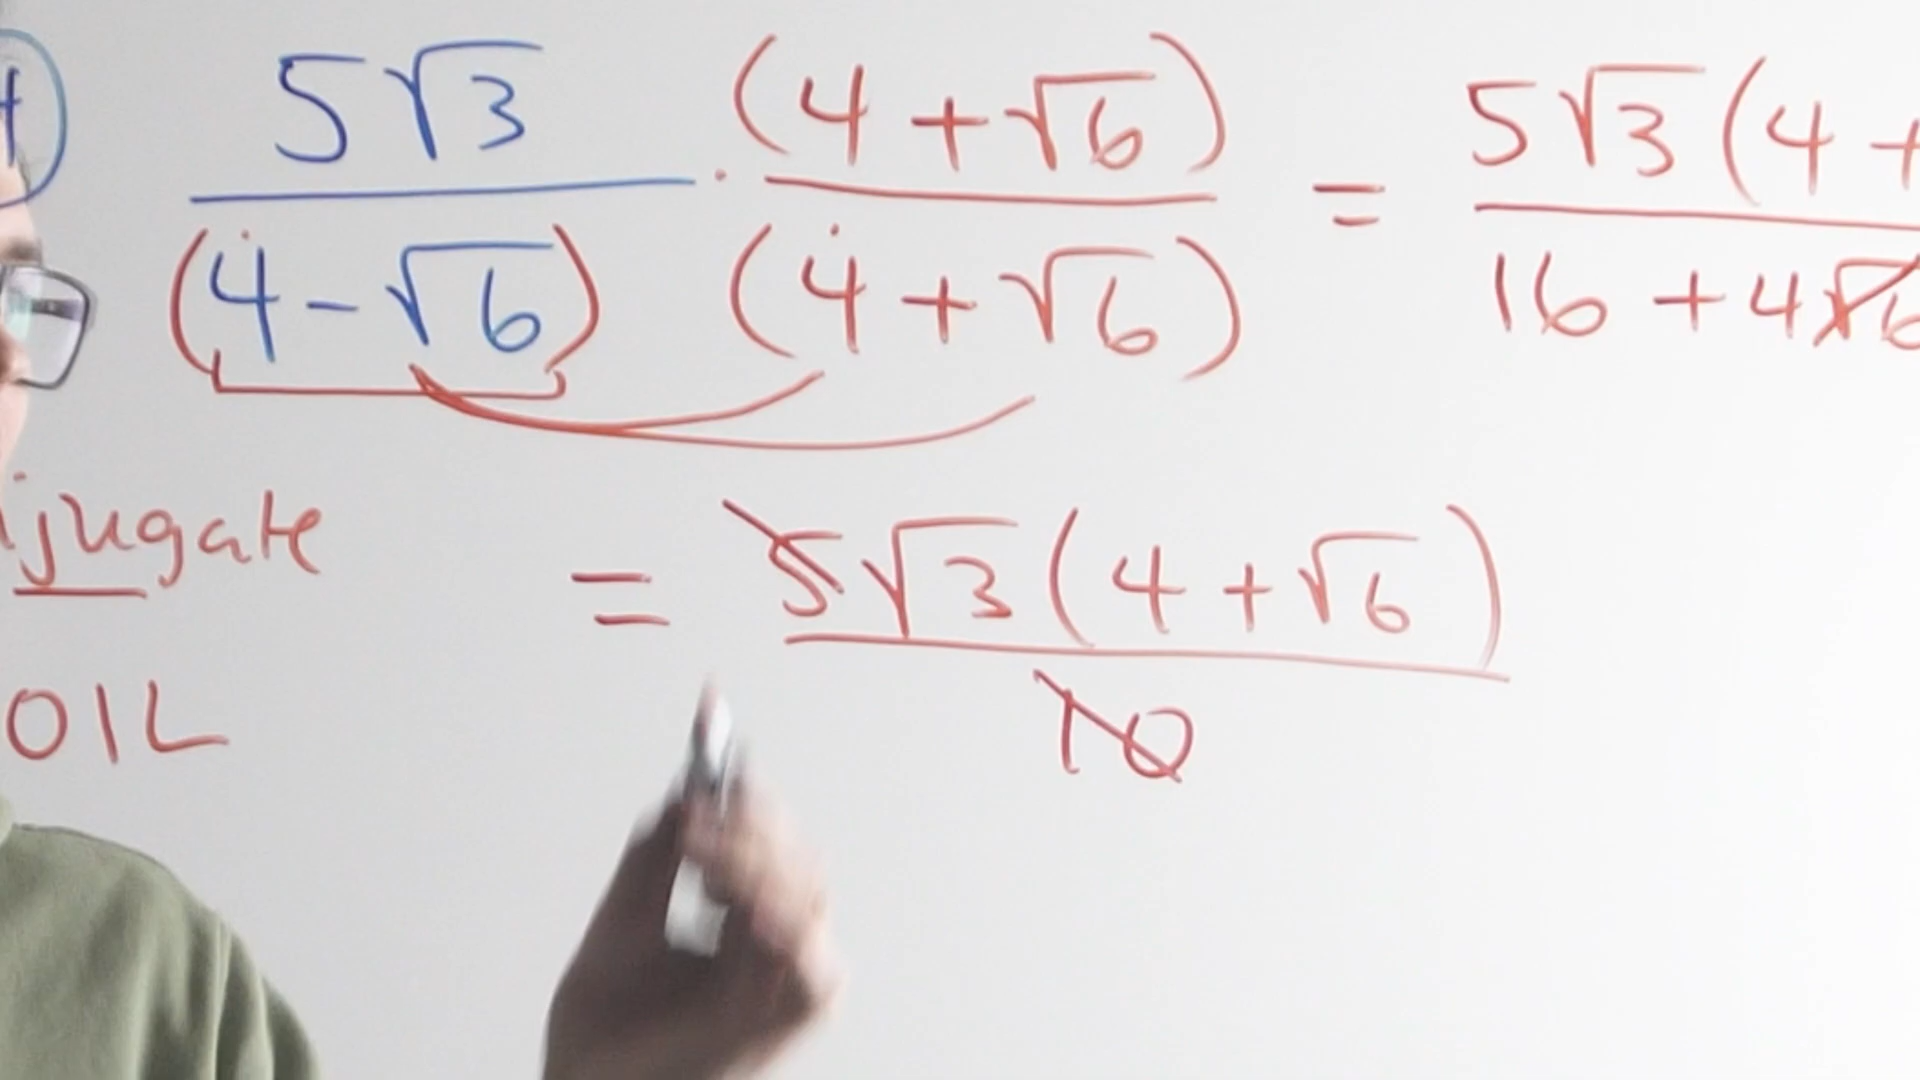 5√3 / (4 - √6) · (4 + √6) / (4 + √6) = 5√3 (4 + / 16 + 4√6
jugate
= 5√3 (4 + √6) / 10
OIL